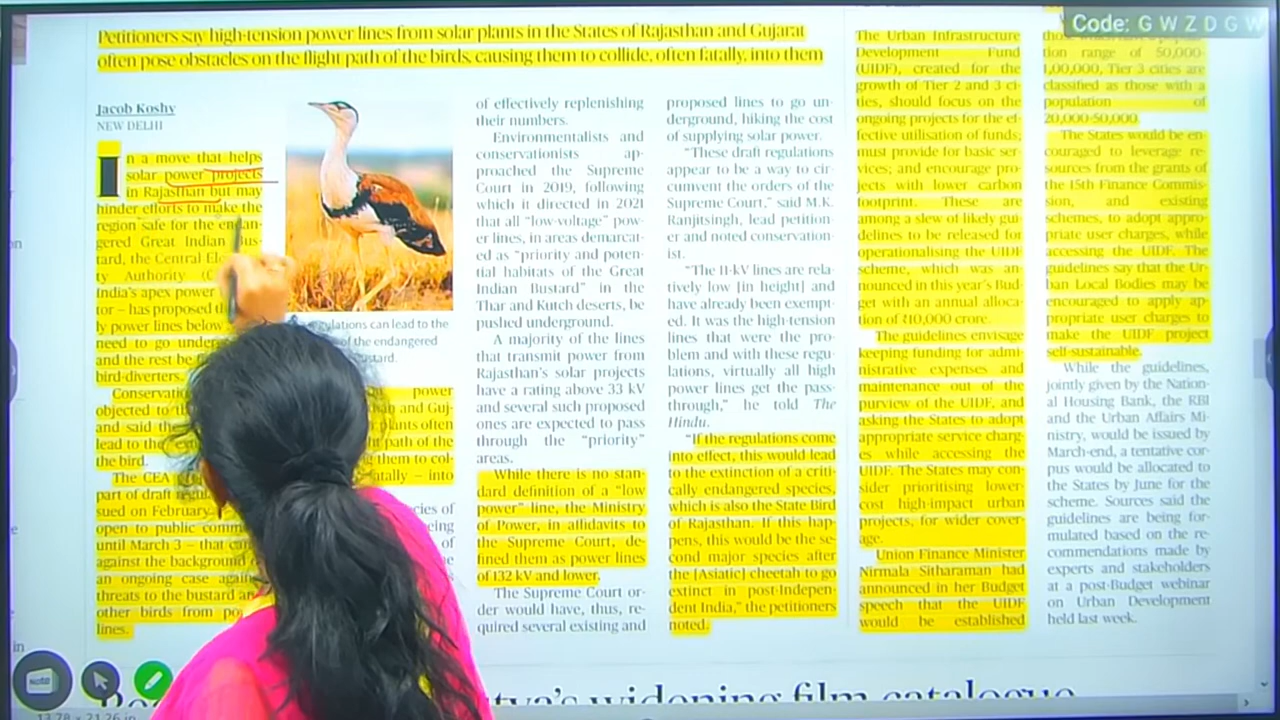 Code: G W Z D G W
Petitioners say high-tension power lines from solar plants in the States of Rajasthan and Gujarat
often pose obstacles on the flight path of the birds, causing them to collide, often fatally, into them
Jacob Koshy
NEW DELHI
In a move that helps
solar power projects
in Rajasthan but may
hinder efforts to make the
region safe for the endan-
gered Great Indian Bus-
tard, the Central Elec
ty Authority (C
India's apex power
tor – has proposed th
ly power lines below
need to go under
and the rest be
bird-diverters.
Conservatio
objected to th
and said the
lead to the
the bird.
The CEA
part of draft regul
sued on February
open to public comm
until March 3 – that ca
against the background
an ongoing case again
threats to the bustard an
other birds from po
lines.
gulations can lead to the
of the endangered
ustard.
power
han and Guj-
lants often
ht path of the
g them to col-
atally – into
cies of
eing
of
of effectively replenishing
their numbers.
Environmentalists and
conservationists ap-
proached the Supreme
Court in 2019, following
which it directed in 2021
that all "low-voltage" pow-
er lines, in areas demarcat-
ed as "priority and poten-
tial habitats of the Great
Indian Bustard" in the
Thar and Kutch deserts, be
pushed underground.
A majority of the lines
that transmit power from
Rajasthan's solar projects
have a rating above 33 kV
and several such proposed
ones are expected to pass
through the "priority"
areas.
While there is no stan-
dard definition of a "low
power" line, the Ministry
of Power, in affidavits to
the Supreme Court, de-
fined them as power lines
of 132 kV and lower.
The Supreme Court or-
der would have, thus, re-
quired several existing and
proposed lines to go un-
derground, hiking the cost
of supplying solar power.
"These draft regulations
appear to be a way to cir-
cumvent the orders of the
Supreme Court," said M.K.
Ranjitsingh, lead petition-
er and noted conservation-
ist.
"The 11-kV lines are rela-
tively low [in height] and
have already been exempt-
ed. It was the high-tension
lines that were the pro-
blem and with these regu-
lations, virtually all high
power lines get the pass-
through," he told The
Hindu.
"If the regulations come
into effect, this would lead
to the extinction of a criti-
cally endangered species,
which is also the State Bird
of Rajasthan. If this hap-
pens, this would be the se-
cond major species after
the [Asiatic] cheetah to go
extinct in post-Indepen-
dent India," the petitioners
noted.
The Urban Infrastructure
Development Fund
(UIDF), created for the
growth of Tier 2 and 3 ci-
ties, should focus on the
ongoing projects for the ef-
fective utilisation of funds;
must provide for basic ser-
vices; and encourage pro-
jects with lower carbon
footprint. These are
among a slew of likely gui-
delines to be released for
operationalising the UIDF
scheme, which was an-
nounced in this year's Bud-
get with an annual alloca-
tion of ₹10,000 crore.
The guidelines envisage
keeping funding for admi-
nistrative expenses and
maintenance out of the
purview of the UIDF, and
asking the States to adopt
appropriate service charg-
es while accessing the
UIDF. The States may con-
sider prioritising lower-
cost high-impact urban
projects, for wider cover-
age.
Union Finance Minister
Nirmala Sitharaman had
announced in her Budget
speech that the UIDF
would be established
tion range of 50,000-
1,00,000, Tier 3 cities are
classified as those with a
population of
20,000-50,000.
The States would be en-
couraged to leverage re-
sources from the grants of
the 15th Finance Commis-
sion, and existing
schemes, to adopt appro-
priate user charges, while
accessing the UIDF. The
guidelines say that the Ur-
ban Local Bodies may be
encouraged to apply ap-
propriate user charges to
make the UIDF project
self-sustainable.
While the guidelines,
jointly given by the Nation-
al Housing Bank, the RBI
and the Urban Affairs Mi-
nistry, would be issued by
March-end, a tentative cor-
pus would be allocated to
the States by June for the
scheme. Sources said the
guidelines are being for-
mulated based on the re-
commendations made by
experts and stakeholders
at a post-Budget webinar
on Urban Development
held last week.
Note
widening film catalogue
13.78 × 21.26 in